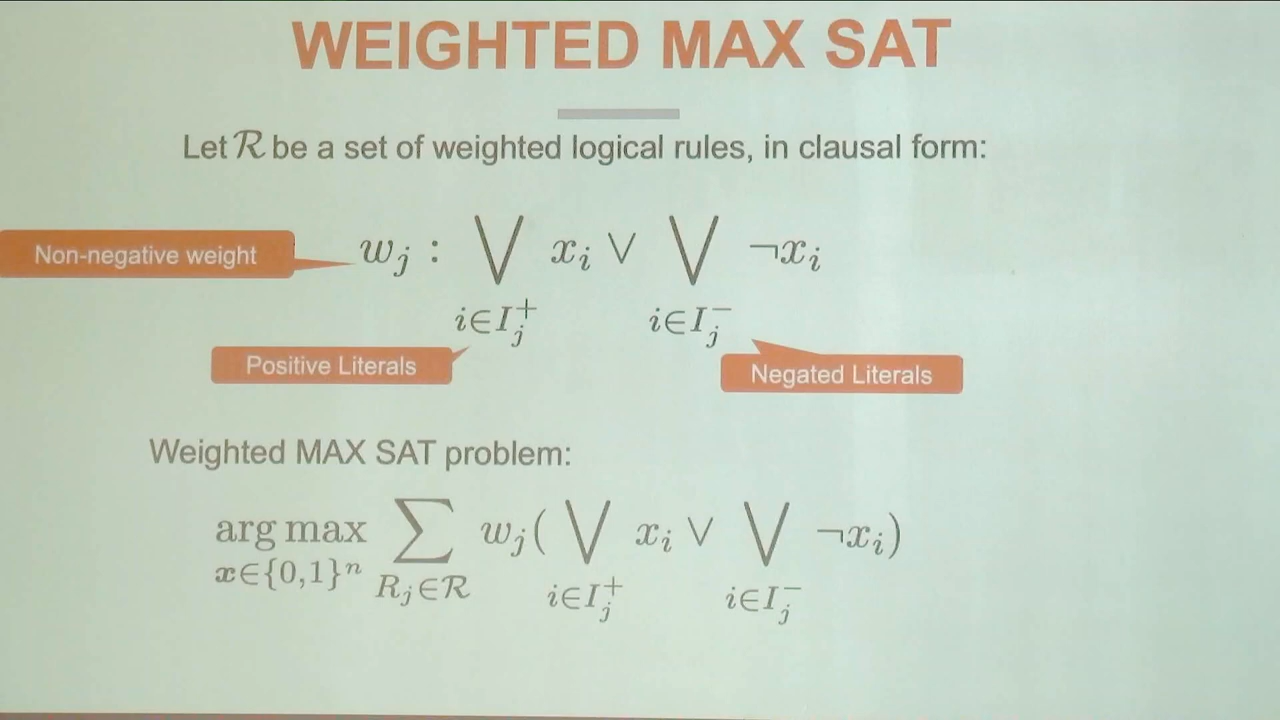 WEIGHTED MAX SAT
Let ℛ be a set of weighted logical rules, in clausal form:
Non-negative weight
w_j : ⋁_{i∈I_j^+} x_i ∨ ⋁_{i∈I_j^-} ¬x_i
Positive Literals
Negated Literals
Weighted MAX SAT problem:
arg max_{x∈{0,1}^n} ∑_{R_j∈ℛ} w_j(⋁_{i∈I_j^+} x_i ∨ ⋁_{i∈I_j^-} ¬x_i)